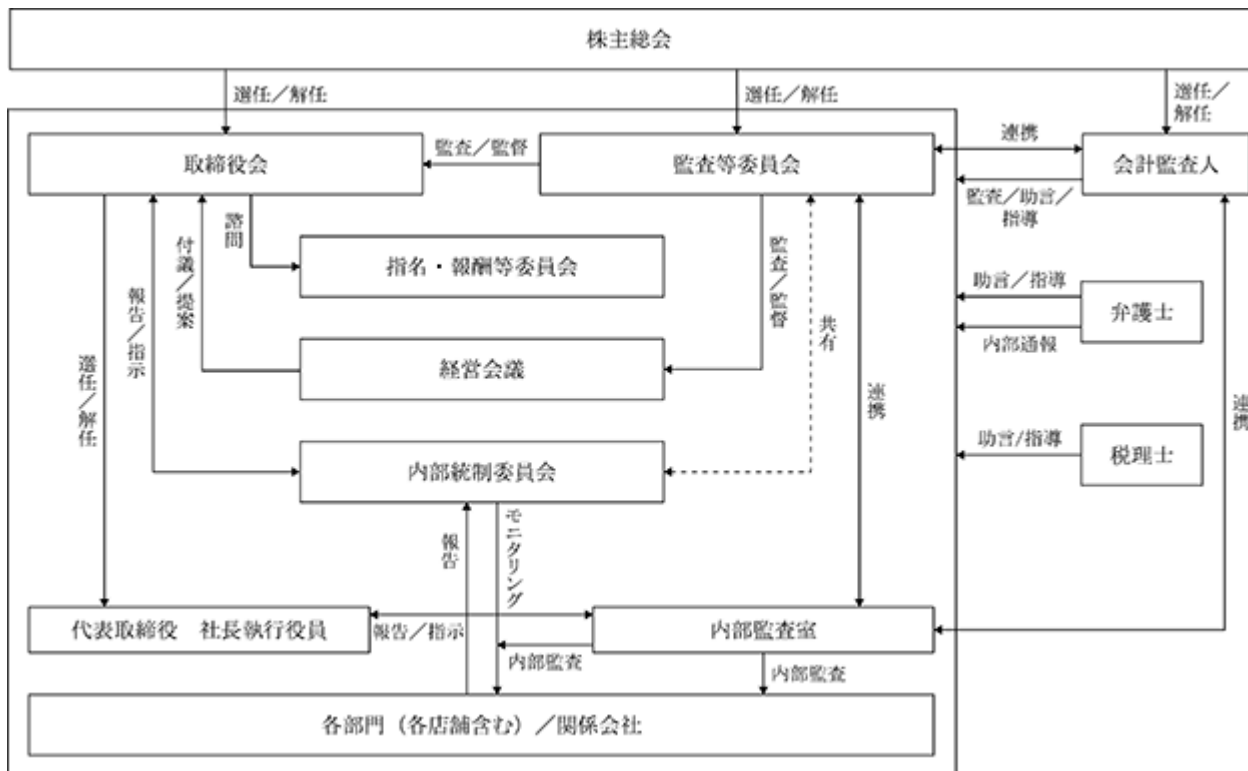 株主総会
選任／解任
選任／解任
選任／
解任
取締役会
監査／監督
監査等委員会
連携
会計監査人
監査／助言／
指導
諮問
付議／提案
報告／指示
選任／解任
指名・報酬等委員会
監査／監督
共有
連携
助言／指導
弁護士
内部通報
経営会議
連携
助言/指導
税理士
内部統制委員会
報告
モニタリング
代表取締役　社長執行役員
報告／指示
内部監査室
内部監査
内部監査
各部門（各店舗含む）／関係会社